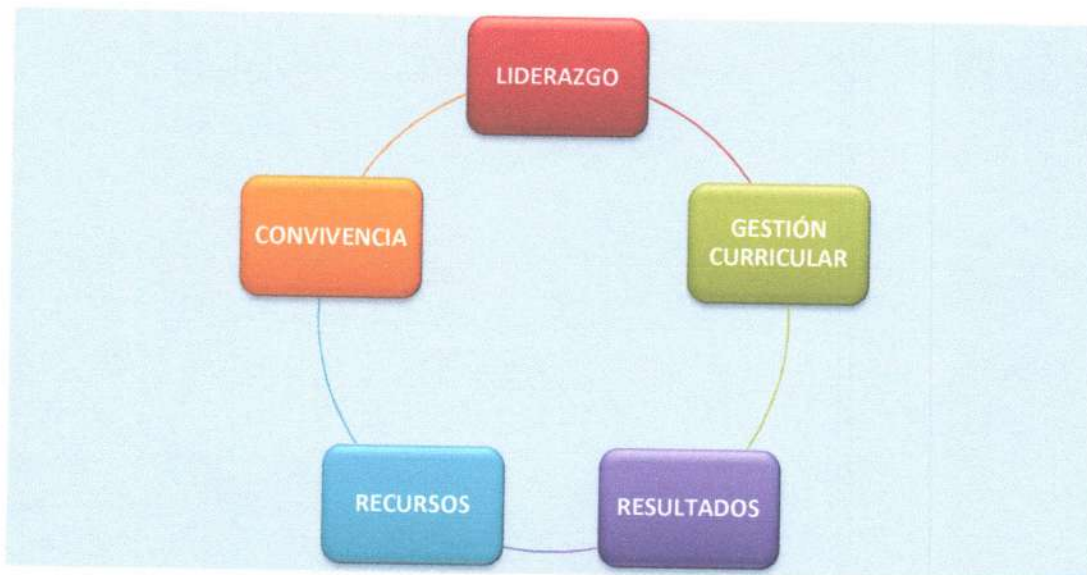 LIDERAZGO
CONVIVENCIA
GESTIÓN
CURRICULAR
RECURSOS
RESULTADOS